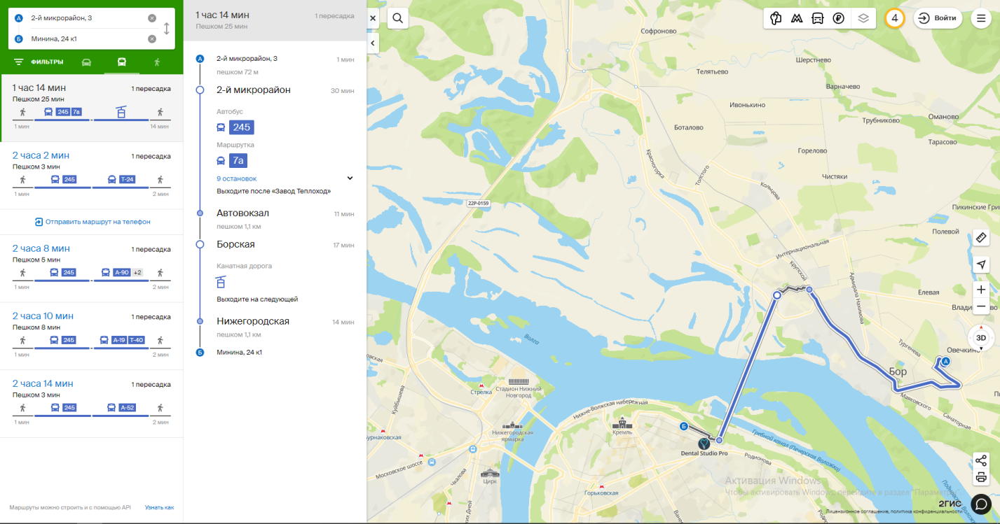 А 2-й микрорайон, 3
Б Минина, 24 к1
ФИЛЬТРЫ
1 час 14 мин 1 пересадка
Пешком 25 мин
245 7а
1 мин 14 мин
2 часа 2 мин 1 пересадка
Пешком 3 мин
245 Т-24
1 мин 2 мин
Отправить маршрут на телефон
2 часа 8 мин 1 пересадка
Пешком 5 мин
245 А-90 +2
1 мин 2 мин
2 часа 10 мин 1 пересадка
Пешком 8 мин
245 А-19 Т-40
1 мин 2 мин
2 часа 14 мин 1 пересадка
Пешком 3 мин
245 А-52
1 мин 2 мин
Маршруты можно строить и с помощью API Узнать как
1 час 14 мин 1 пересадка
Пешком 25 мин
А 2-й микрорайон, 3 1 мин
пешком 72 м
2-й микрорайон 30 мин
Автобус
245
Маршрутка
7а
9 остановок
Выходите после «Завод Теплоход»
Автовокзал 11 мин
пешком 1,1 км
Борская 17 мин
Канатная дорога
Выходите на следующей
Нижегородская 14 мин
пешком 1,1 км
Б Минина, 24 к1
4
Войти
Софроново
Шерстнево
Телятьево
Варначево
Ивонькино
Оманово
Трубниково
Боталово
Тарасово
Горелово
Красногорка
Толстого
Чистяки
Кольцова
22Р-0159
Пикинские Гри
Полевой
Интернациональная
Крупской
Адмирала Нахимова
Елевая
Влади
3D
Волга
Тургенева
Овечкино
А
Бор
Стрелка
Стадион Нижний
Новгород
Куйбышева
Маяковского
Санаторная
Нижне-Волжская набережная
Кремль
Б
Нижегородская
ярмарка
Бурнаковская
Гребной канал (Печерская Воложка)
Dental Studio Pro
Родионова
Московское шоссе
Чкалова
Цирк
Горьковская
Активация Windows
Чтобы активировать Windows, перейдите в раздел "Параметры".
2ГИС
Лицензионное соглашение, политика конфиденциальности